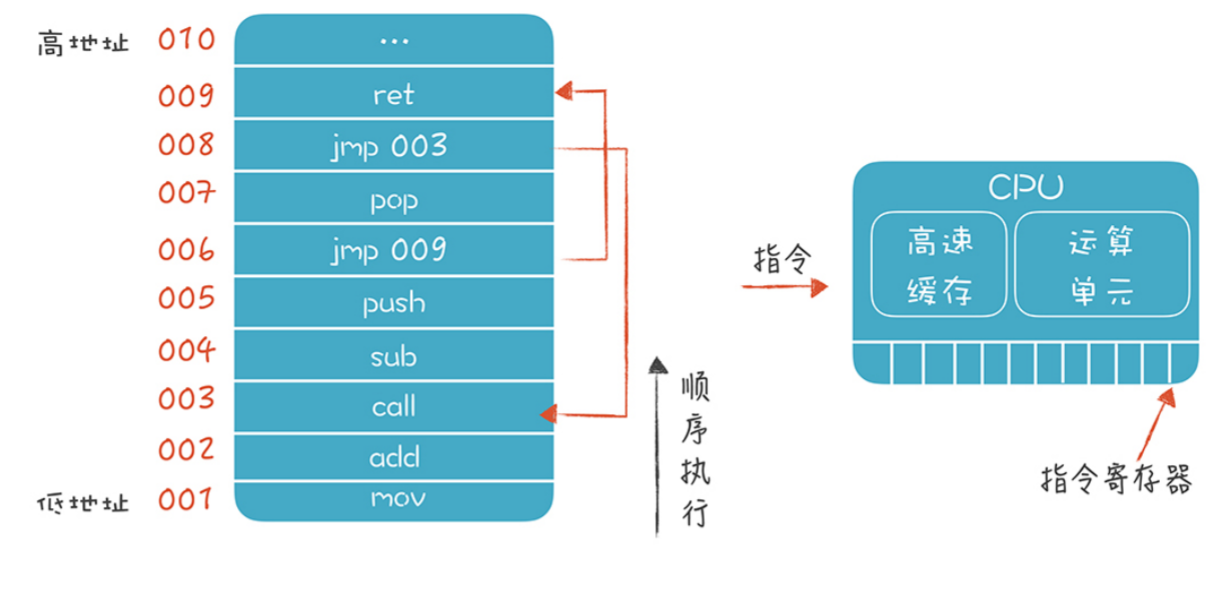 高地址 010 ...
009 ret
008 jmp 003
007 pop
006 jmp 009
005 push
004 sub
003 call
002 add
低地址 001 mov
顺序执行
指令
CPU
高速
缓存
运算
单元
指令寄存器